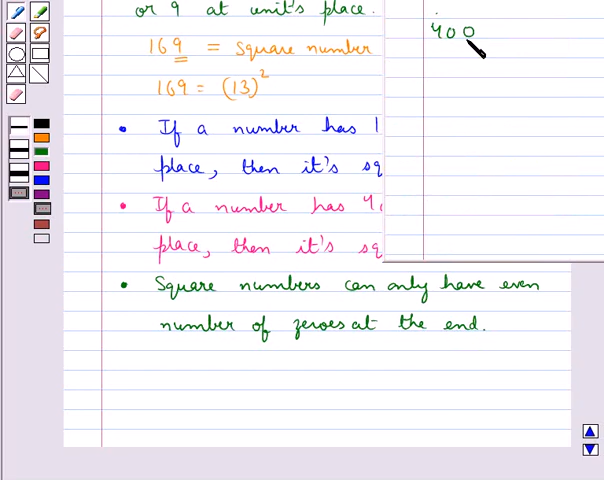 or 9 at unit's place.
169 = Square number
169 = (13)²
• If a number has 1
place, then it's sq
• If a number has 4
place, then it's sq
• Square numbers can only have even
number of zeroes at the end.
400